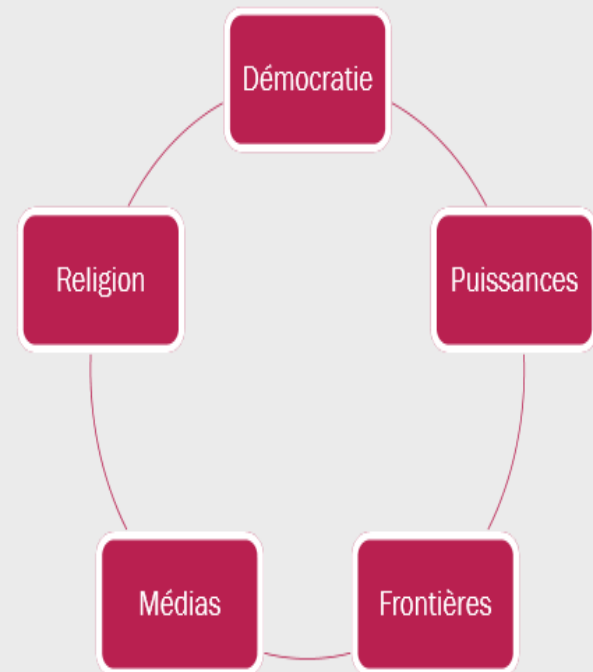 Démocratie
Religion
Puissances
Médias
Frontières